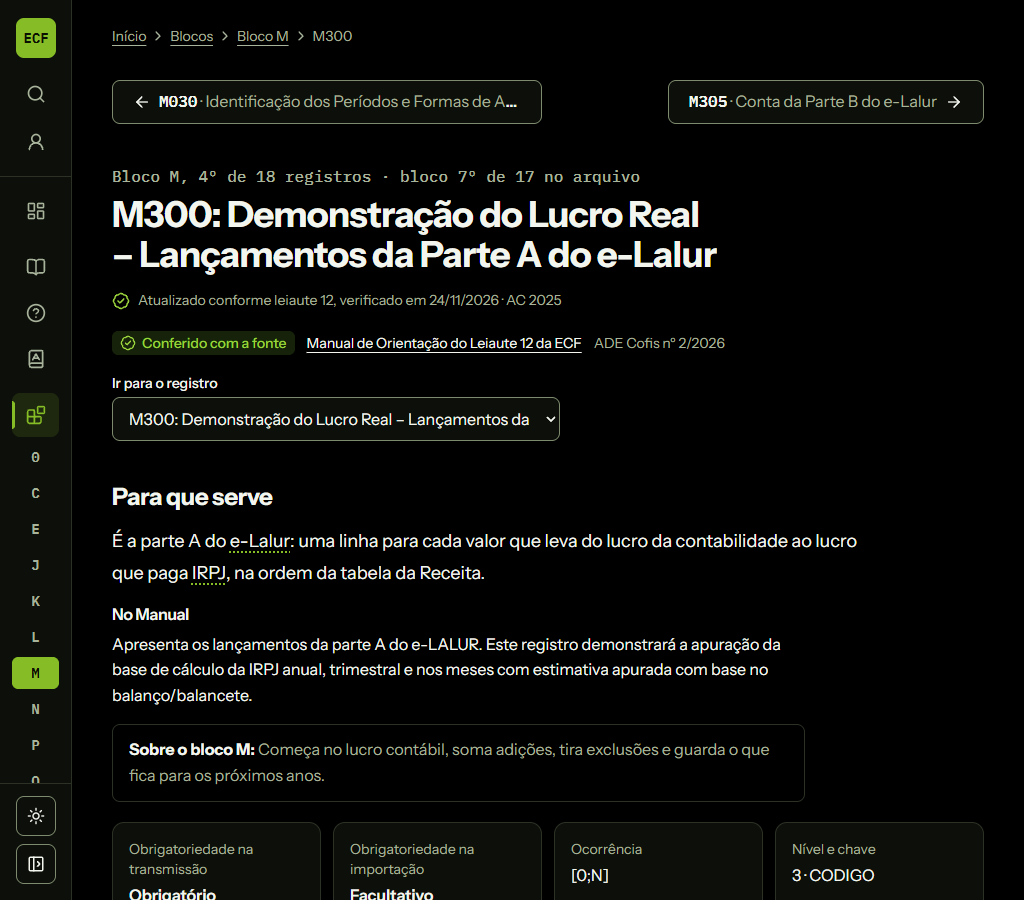 ECF
Início > Blocos > Bloco M > M300
← M030 · Identificação dos Períodos e Formas de A...
M305 · Conta da Parte B do e-Lalur →
Bloco M, 4º de 18 registros · bloco 7º de 17 no arquivo
M300: Demonstração do Lucro Real
– Lançamentos da Parte A do e-Lalur
Atualizado conforme leiaute 12, verificado em 24/11/2026 · AC 2025
Conferido com a fonte Manual de Orientação do Leiaute 12 da ECF ADE Cofis nº 2/2026
Ir para o registro
M300: Demonstração do Lucro Real – Lançamentos da
0
C
E
J
K
L
M
N
P
Q
Para que serve
É a parte A do e-Lalur: uma linha para cada valor que leva do lucro da contabilidade ao lucro
que paga IRPJ, na ordem da tabela da Receita.
No Manual
Apresenta os lançamentos da parte A do e-LALUR. Este registro demonstrará a apuração da
base de cálculo da IRPJ anual, trimestral e nos meses com estimativa apurada com base no
balanço/balancete.
Sobre o bloco M: Começa no lucro contábil, soma adições, tira exclusões e guarda o que
fica para os próximos anos.
Obrigatoriedade na
transmissão
Obrigatório
Obrigatoriedade na
importação
Facultativo
Ocorrência
[0;N]
Nível e chave
3 · CODIGO